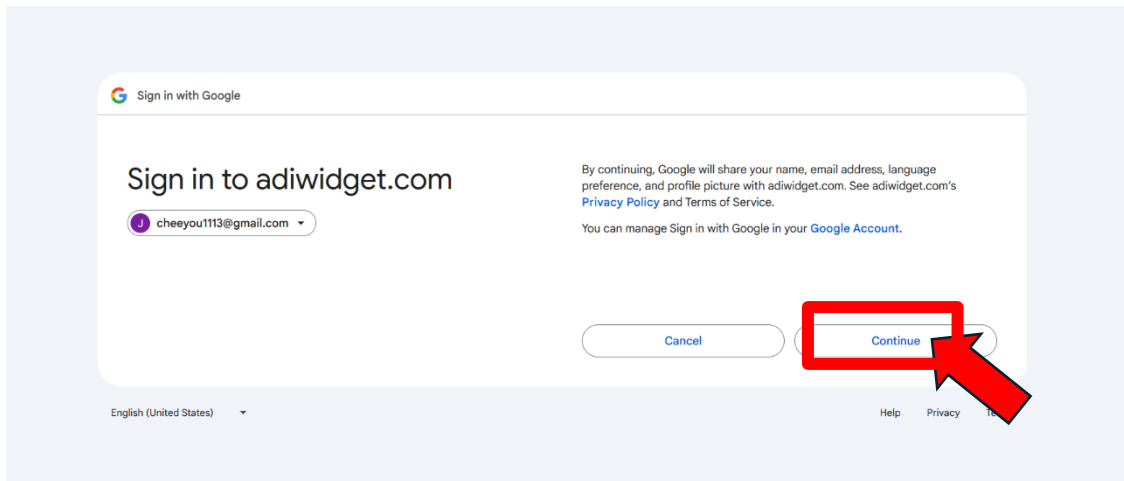 Sign in with Google
Sign in to adiwidget.com
J cheeyou1113@gmail.com
By continuing, Google will share your name, email address, language
preference, and profile picture with adiwidget.com. See adiwidget.com's
Privacy Policy and Terms of Service.
You can manage Sign in with Google in your Google Account.
Cancel
Continue
English (United States)
Help
Privacy